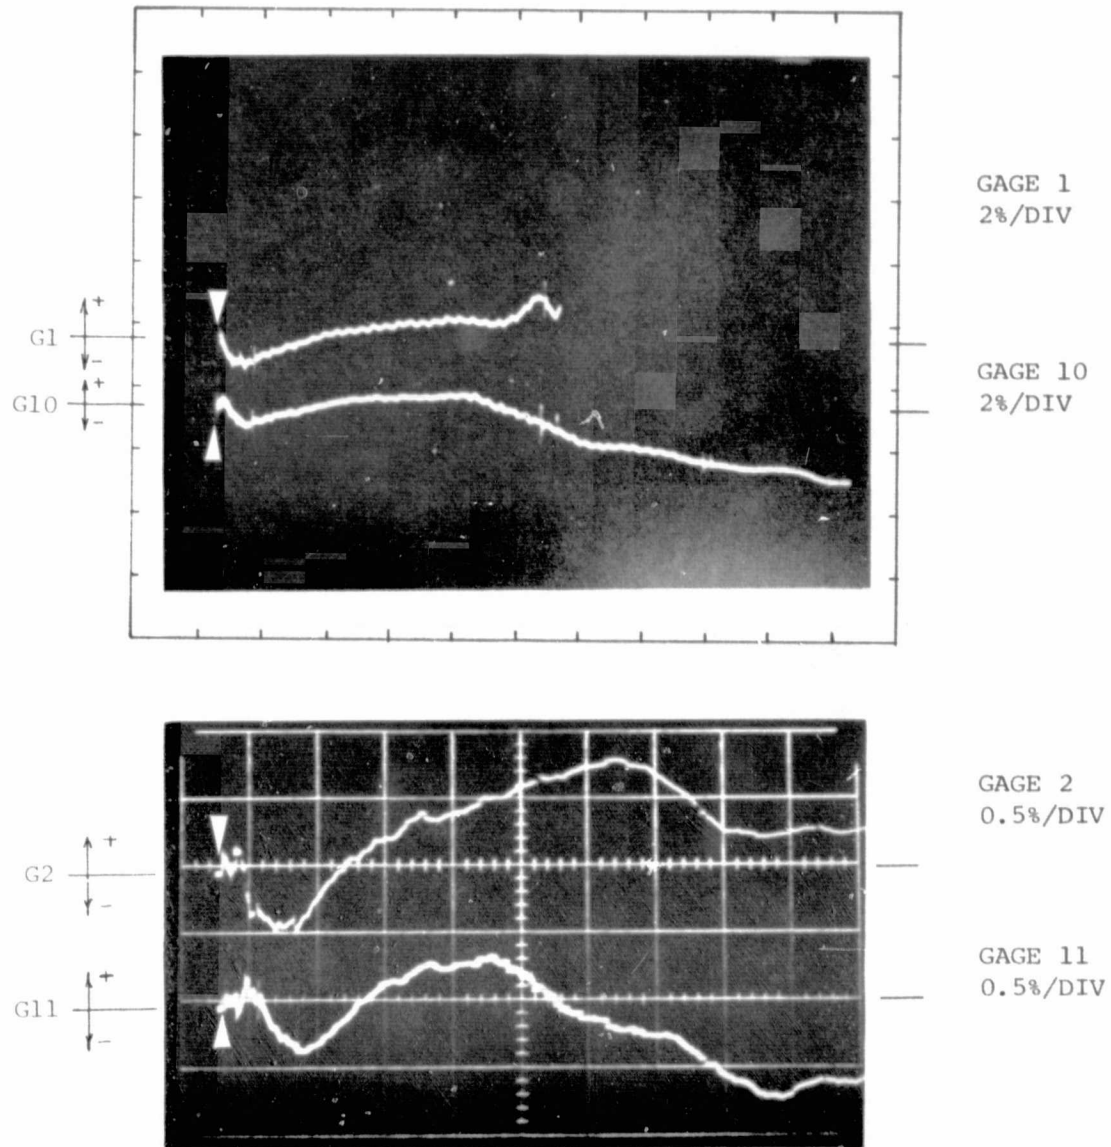 GAGE 1
2%/DIV
+
G1
-
+
G10
-
GAGE 10
2%/DIV
GAGE 2
0.5%/DIV
+
G2
-
GAGE 11
0.5%/DIV
+
G11
-